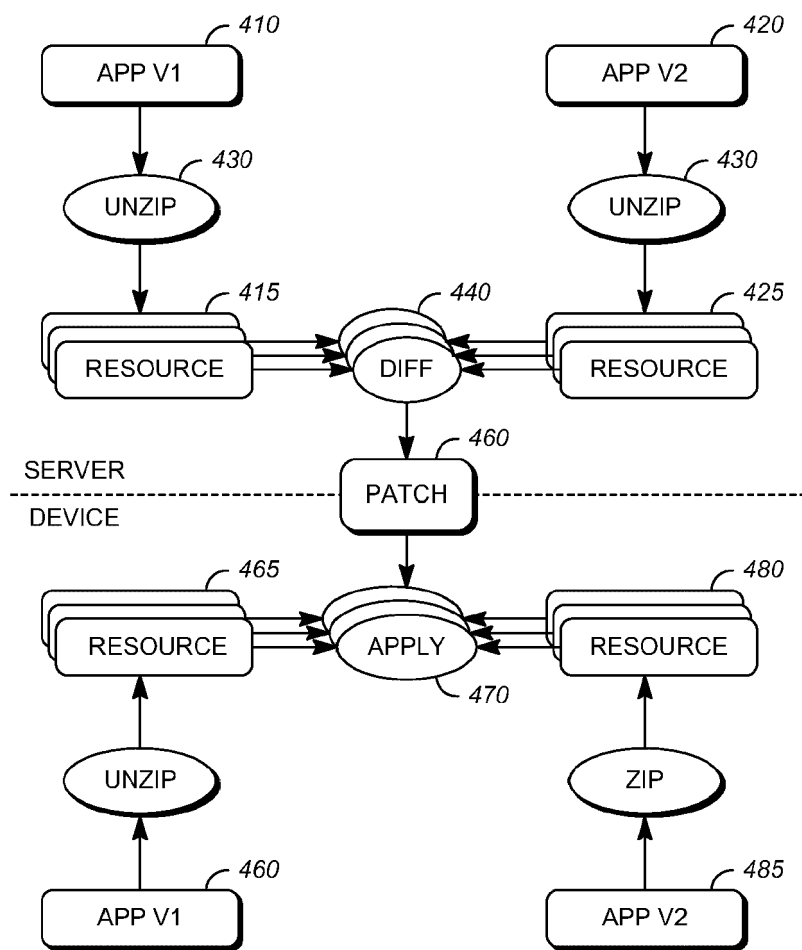 410
420
APP V1
APP V2
430
430
UNZIP
UNZIP
415
440
425
RESOURCE
DIFF
RESOURCE
460
SERVER
PATCH
DEVICE
465
480
RESOURCE
APPLY
RESOURCE
470
UNZIP
ZIP
460
485
APP V1
APP V2